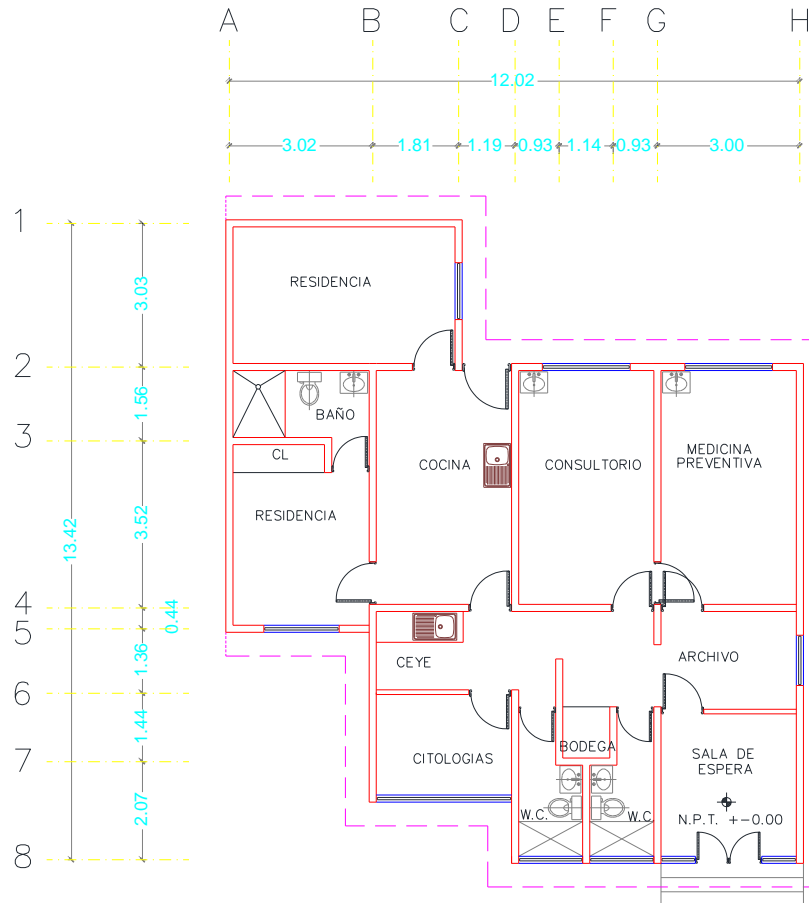 A B C D E F G H
12.02
3.02 1.81 1.19 0.93 1.14 0.93 3.00
1
2
3
4
5
6
7
8
13.42
3.03
1.56
3.52
0.44
1.36
1.44
2.07
RESIDENCIA
BAÑO
CL
COCINA
CONSULTORIO
MEDICINA
PREVENTIVA
RESIDENCIA
CEYE
ARCHIVO
CITOLOGIAS
BODEGA
SALA DE
ESPERA
W.C.
W.C
N.P.T. +-0.00